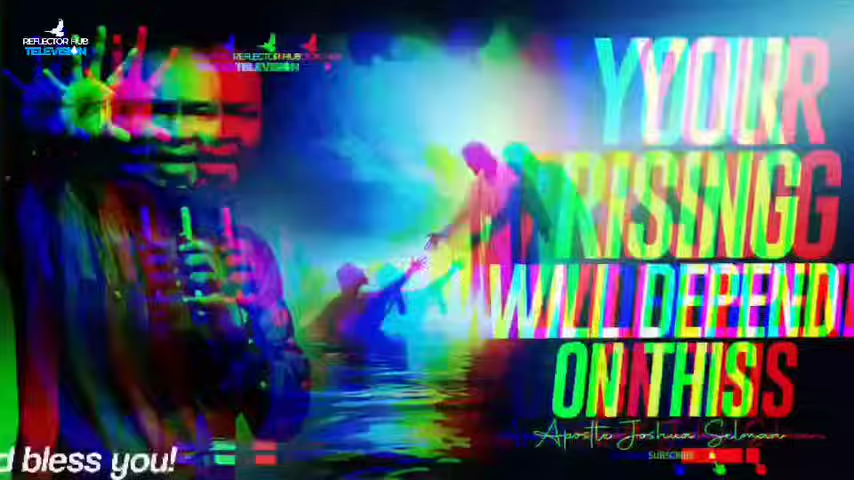 REFLECTOR HUB
TELEVISION
REFLECTOR HUB
TELEVISION
YOUR
RISING
WILL DEPEND
ON THIS
Apostle Joshua Selman
SUBSCRIBE
d bless you!